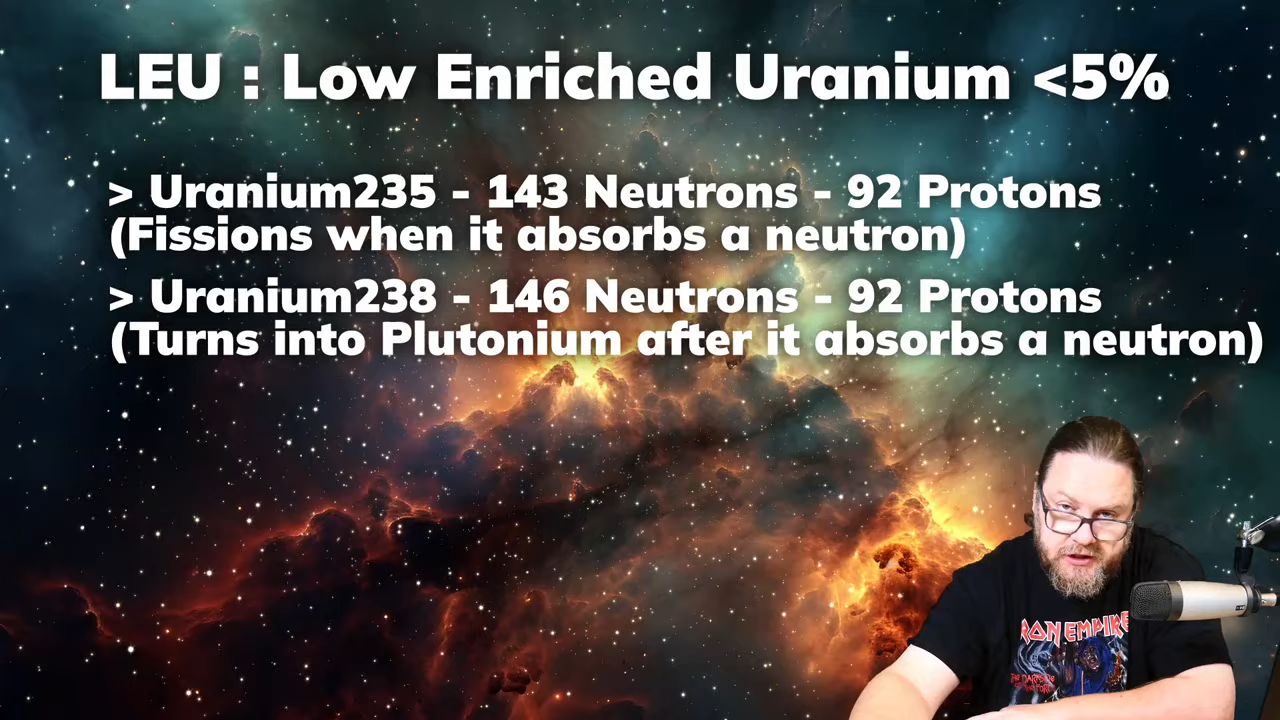 LEU : Low Enriched Uranium <5%
> Uranium235 - 143 Neutrons - 92 Protons
(Fissions when it absorbs a neutron)
> Uranium238 - 146 Neutrons - 92 Protons
(Turns into Plutonium after it absorbs a neutron)
RON EMPIRE